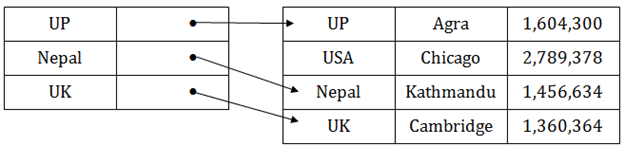 UP
Nepal
UK
UP Agra 1,604,300
USA Chicago 2,789,378
Nepal Kathmandu 1,456,634
UK Cambridge 1,360,364